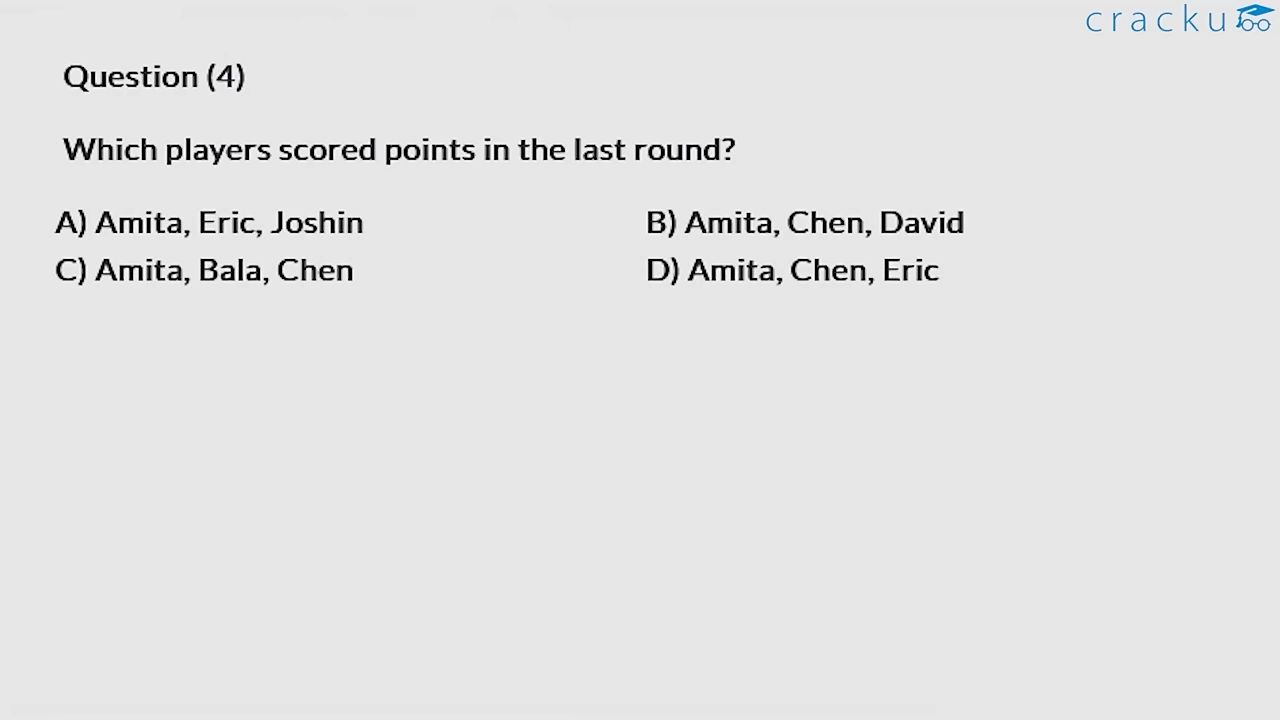 cracku
Question (4)
Which players scored points in the last round?
A) Amita, Eric, Joshin
B) Amita, Chen, David
C) Amita, Bala, Chen
D) Amita, Chen, Eric